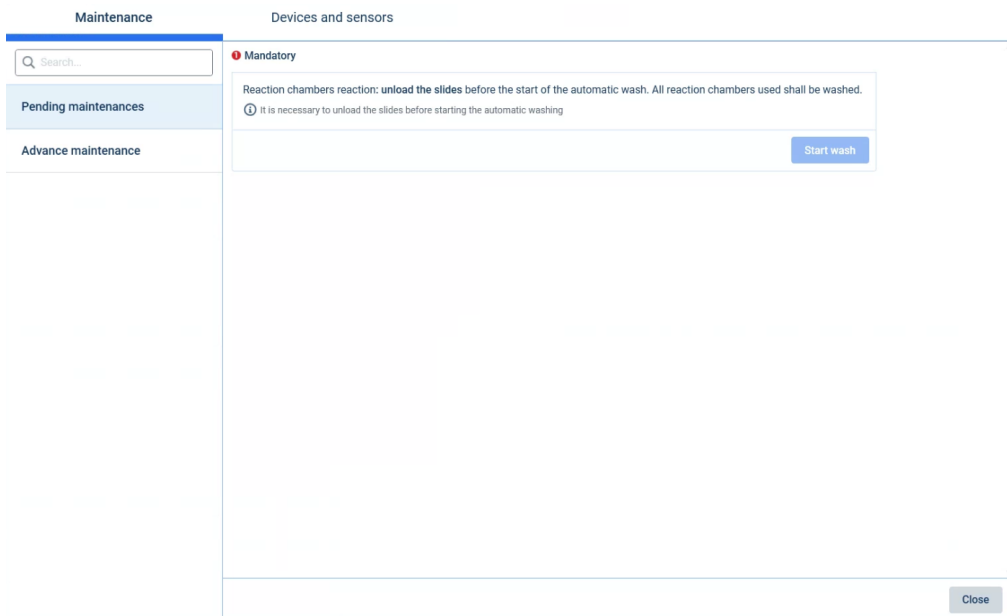 Maintenance
Devices and sensors
Search...
Pending maintenances
Advance maintenance
Mandatory
Reaction chambers reaction: unload the slides before the start of the automatic wash. All reaction chambers used shall be washed.
It is necessary to unload the slides before starting the automatic washing
Start wash
Close